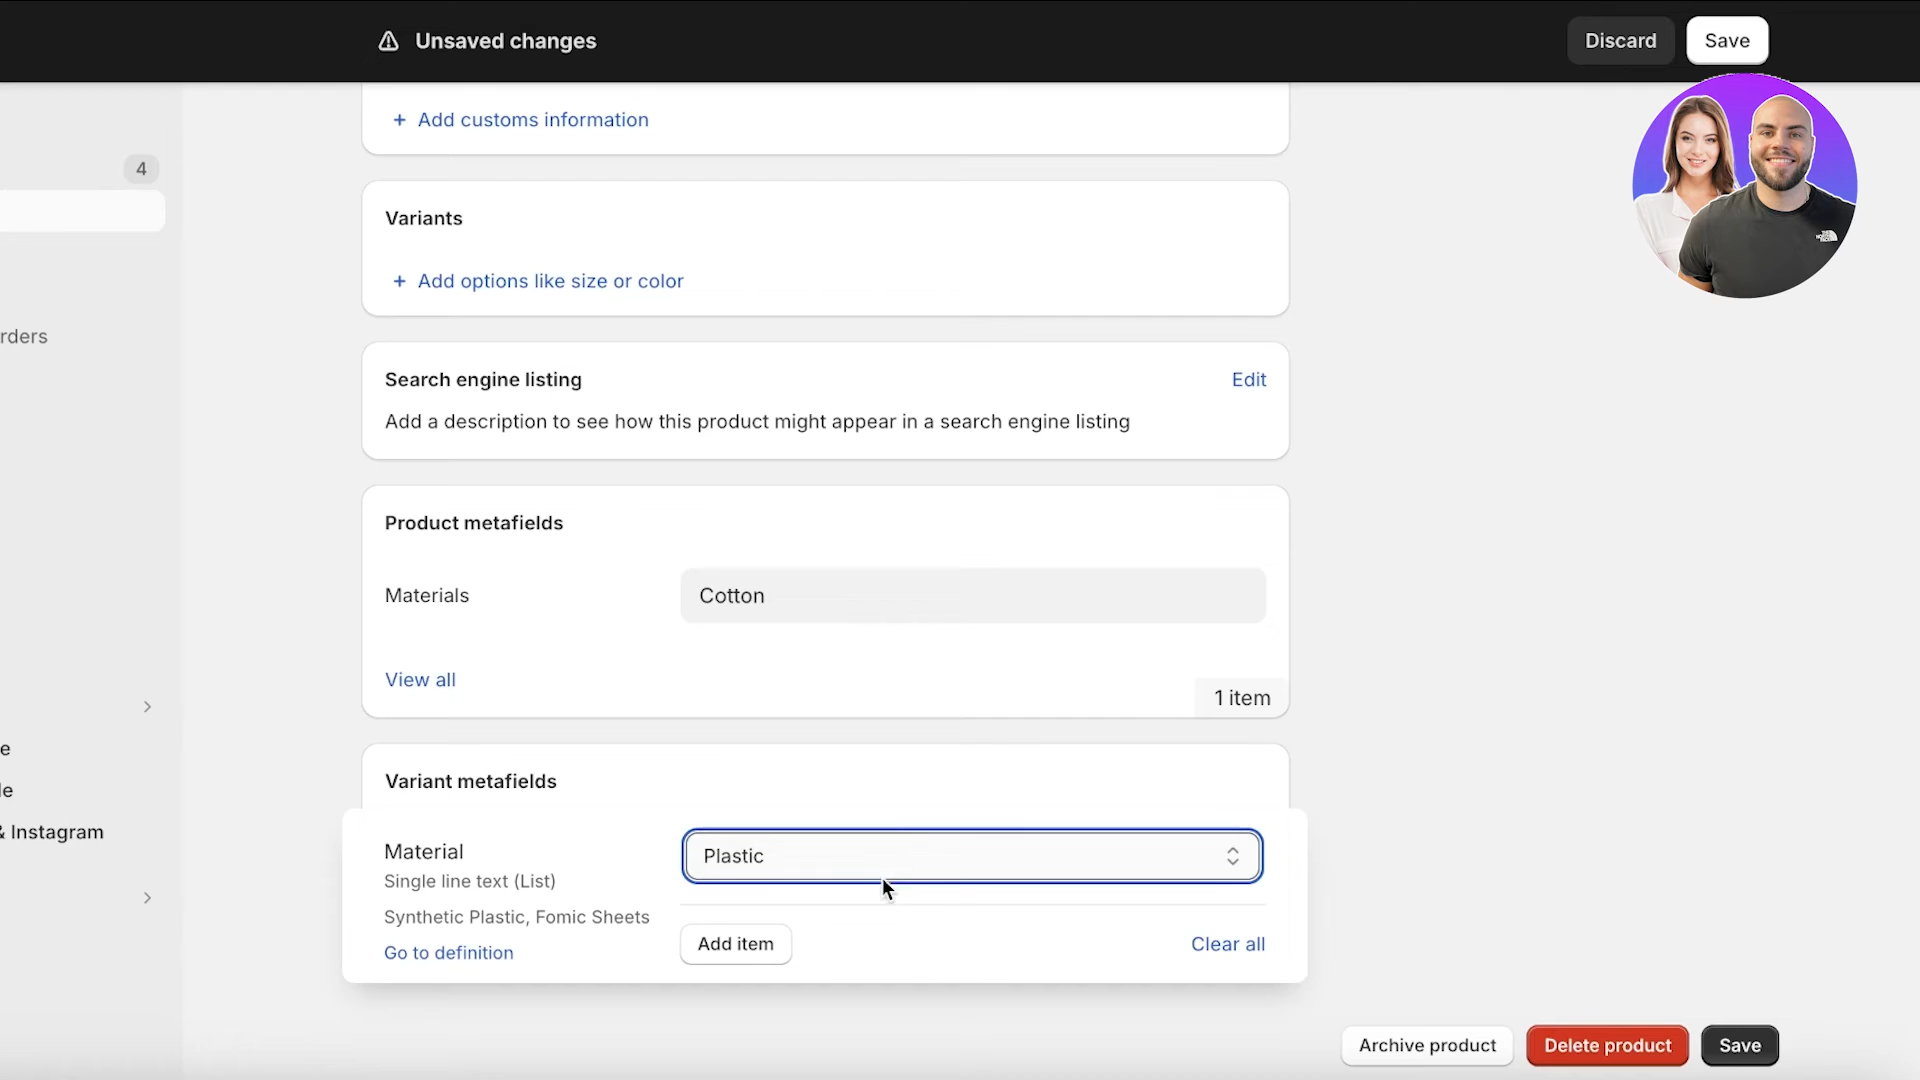 Unsaved changes
Discard
Save
Add customs information
4
Variants
Add options like size or color
rders
Search engine listing
Edit
Add a description to see how this product might appear in a search engine listing
Product metafields
Materials
Cotton
View all
1 item
e
Variant metafields
le
& Instagram
Material
Plastic
Single line text (List)
Synthetic Plastic, Fomic Sheets
Add item
Clear all
Go to definition
Archive product
Delete product
Save